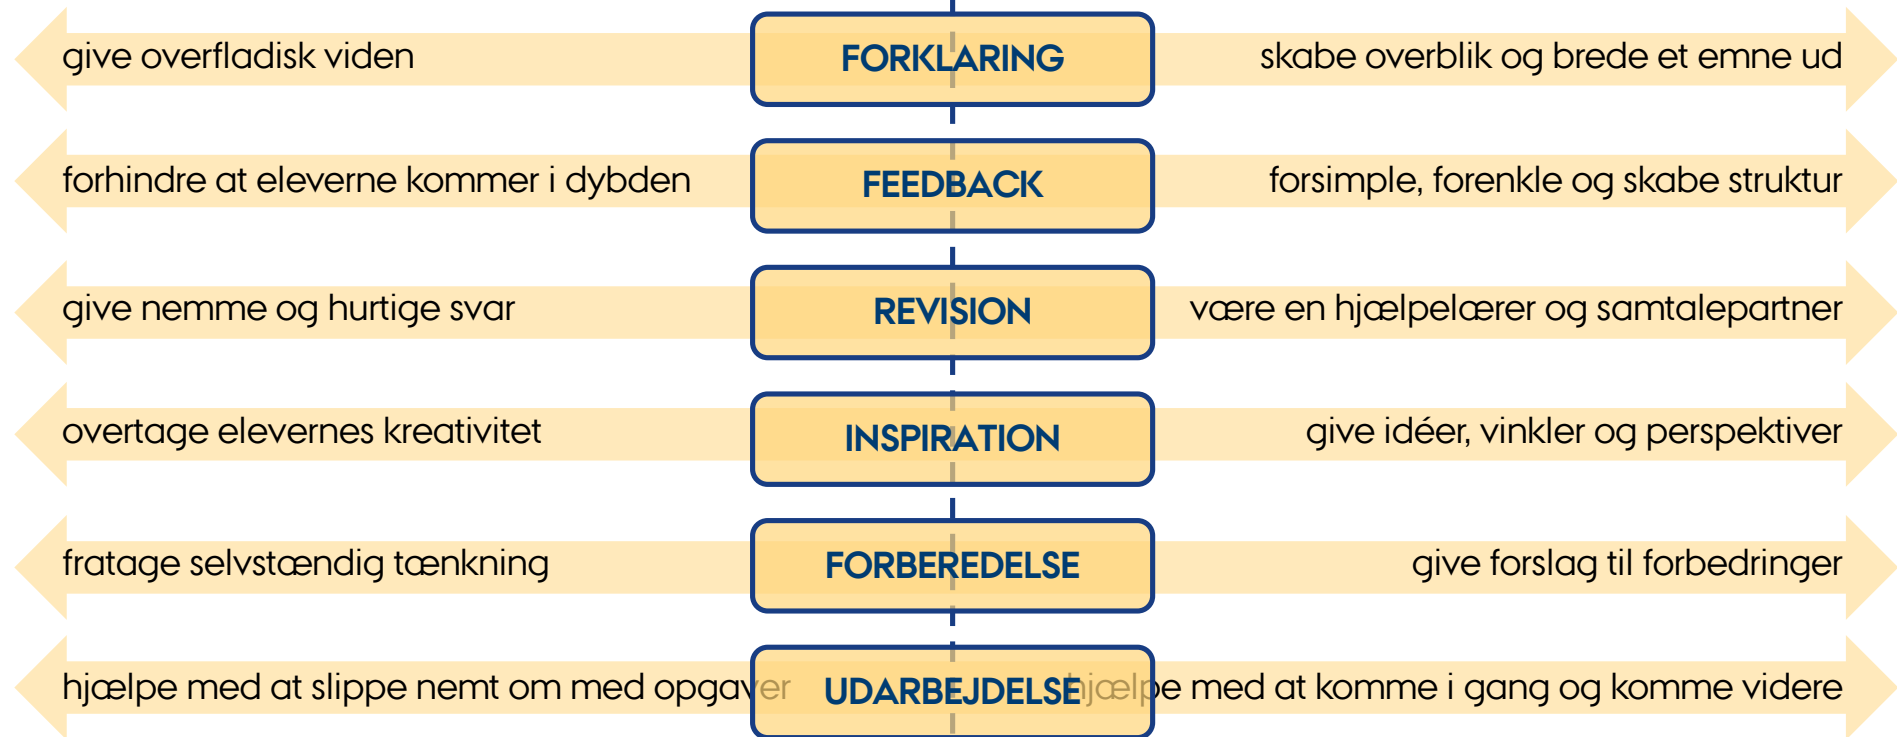 give overfladisk viden FORKLARING skabe overblik og brede et emne ud
forhindre at eleverne kommer i dybden FEEDBACK forsimple, forenkle og skabe struktur
give nemme og hurtige svar REVISION være en hjælpelærer og samtalepartner
overtage elevernes kreativitet INSPIRATION give idéer, vinkler og perspektiver
fratage selvstændig tænkning FORBEREDELSE give forslag til forbedringer
hjælpe med at slippe nemt om med opgaver UDARBEJDELSE hjælpe med at komme i gang og komme videre